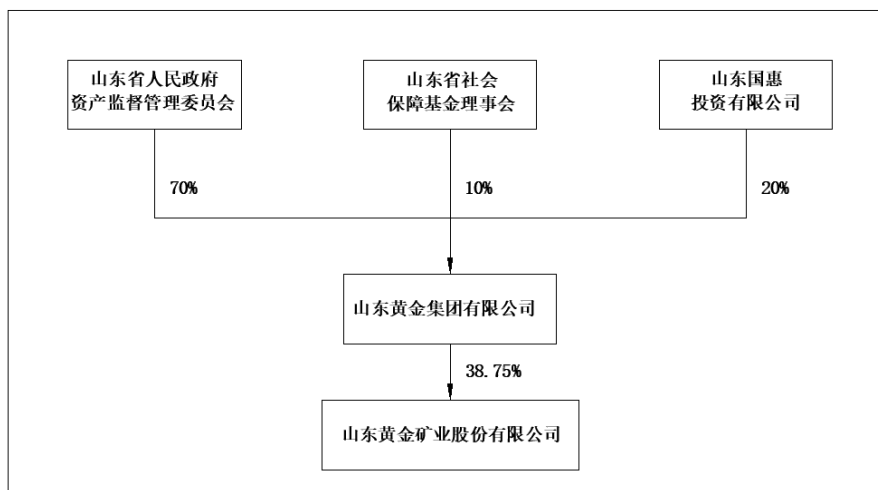 山东省人民政府
资产监督管理委员会
山东省社会
保障基金理事会
山东国惠
投资有限公司
70%
10%
20%
山东黄金集团有限公司
38.75%
山东黄金矿业股份有限公司